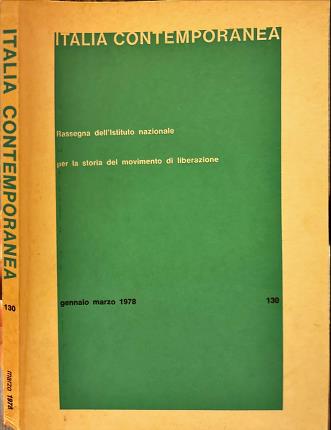 ITALIA CONTEMPORANEA
130
marzo 1978
ITALIA CONTEMPORANEA
Rassegna dell'Istituto nazionale
per la storia del movimento di liberazione
gennaio marzo 1978 130